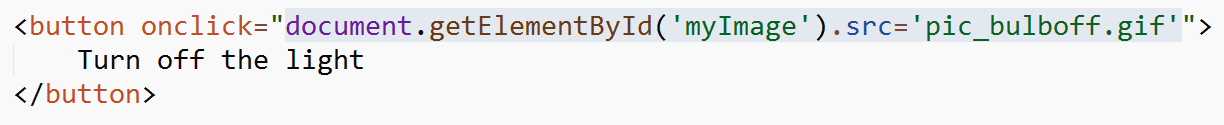 <button onclick="document.getElementById('myImage').src='pic_bulboff.gif'">
    Turn off the light
</button>